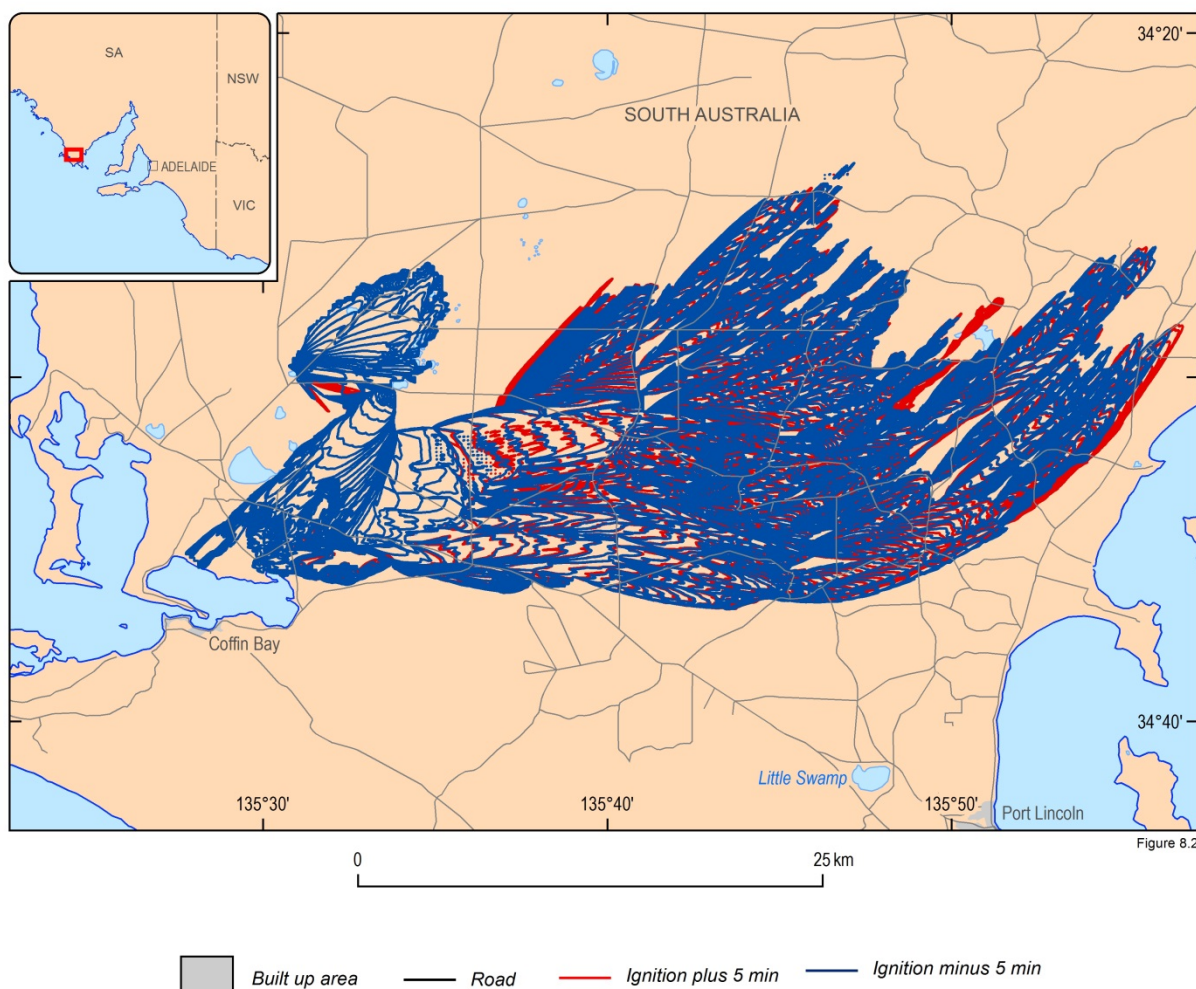 SA
NSW
ADELAIDE
VIC
34°20'
SOUTH AUSTRALIA
Coffin Bay
34°40'
Little Swamp
135°30'
135°40'
135°50'
Port Lincoln
Figure 8.2
0
25 km
Built up area
Road
Ignition plus 5 min
Ignition minus 5 min